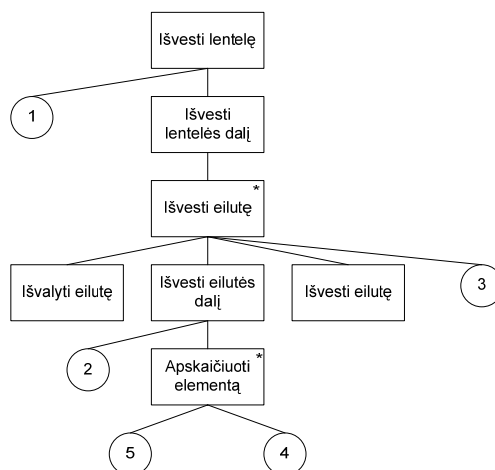 Išvesti lentelę
1
Išvesti
lentelės dalį
*
Išvesti eilutę
Išvalyti eilutę
Išvesti eilutės
dalį
Išvesti eilutę
3
2
*
Apskaičiuoti
elementą
5
4